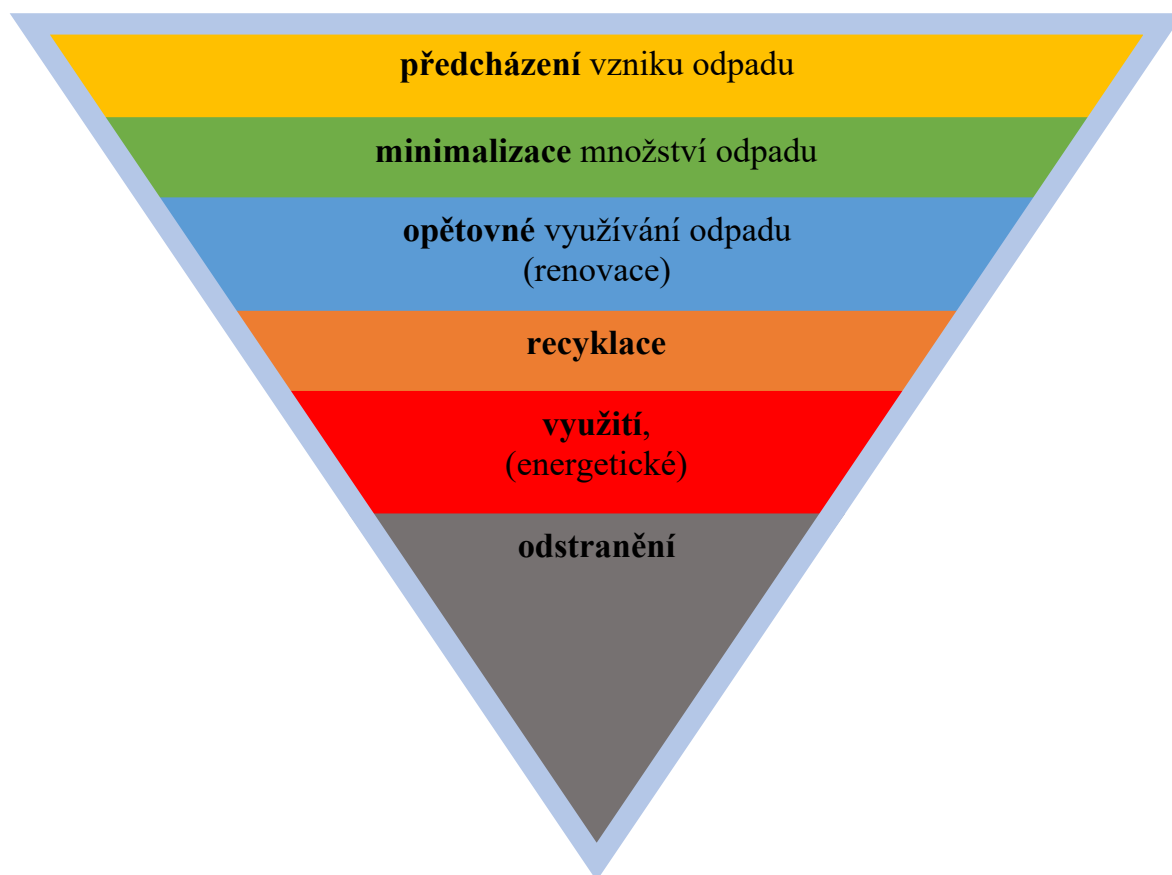 předcházení vzniku odpadu
minimalizace množství odpadu
opětovné využívání odpadu
(renovace)
recyklace
využití,
(energetické)
odstranění